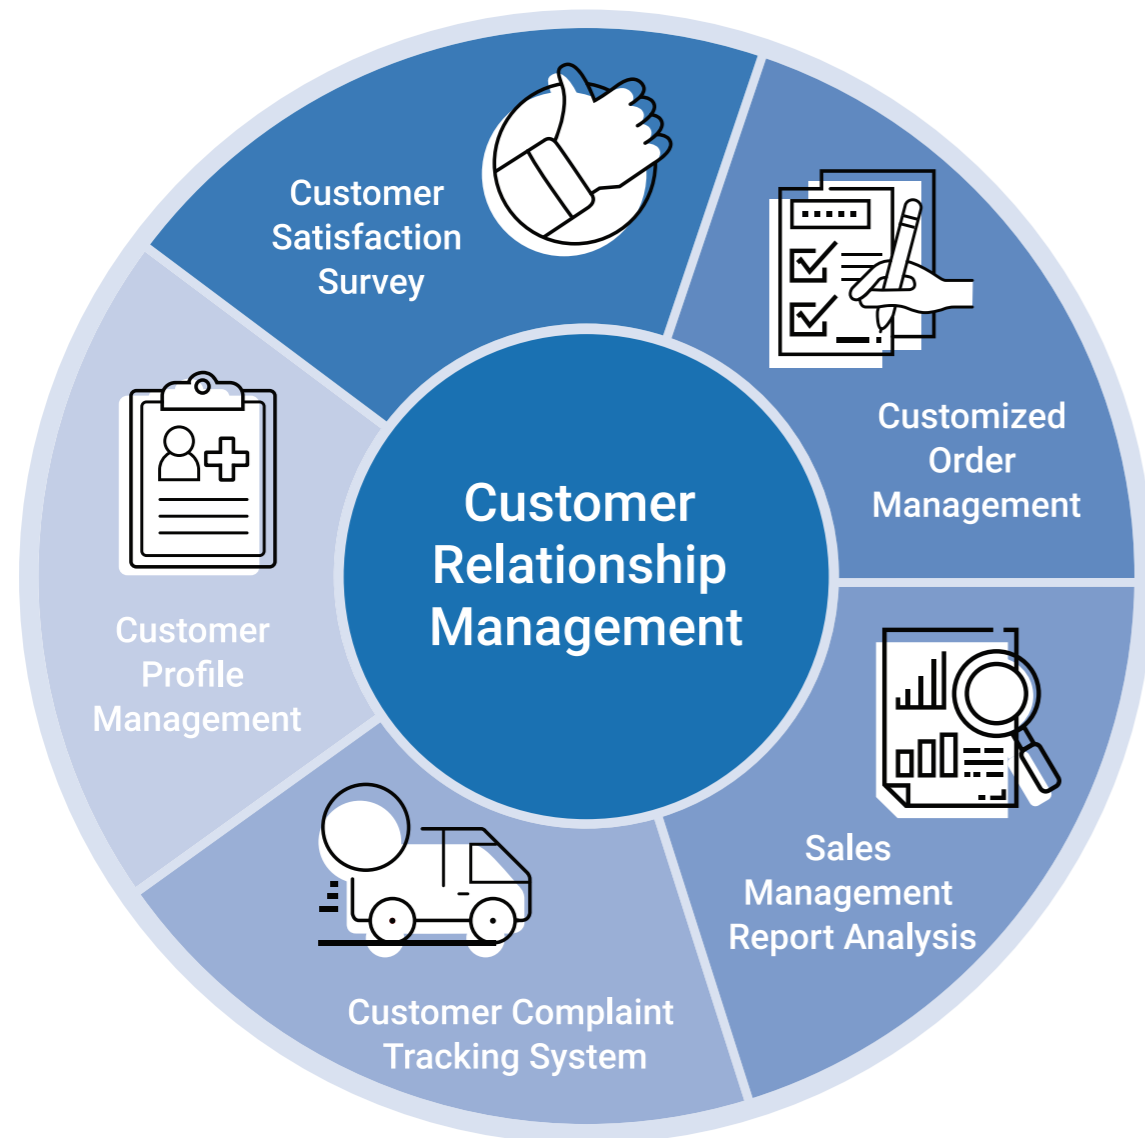 Customer
Satisfaction
Survey
Customized
Order
Management
Customer
Relationship
Management
Customer
Profile
Management
Sales
Management
Report Analysis
Customer Complaint
Tracking System